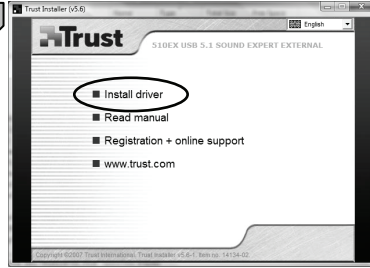 Trust Installer (v5.6)
English
Trust
510EX USB 5.1 SOUND EXPERT EXTERNAL
Install driver
Read manual
Registration + online support
www.trust.com
Copyright ©2007 Trust International. Trust Installer v5.6-1. Item no. 14134-02